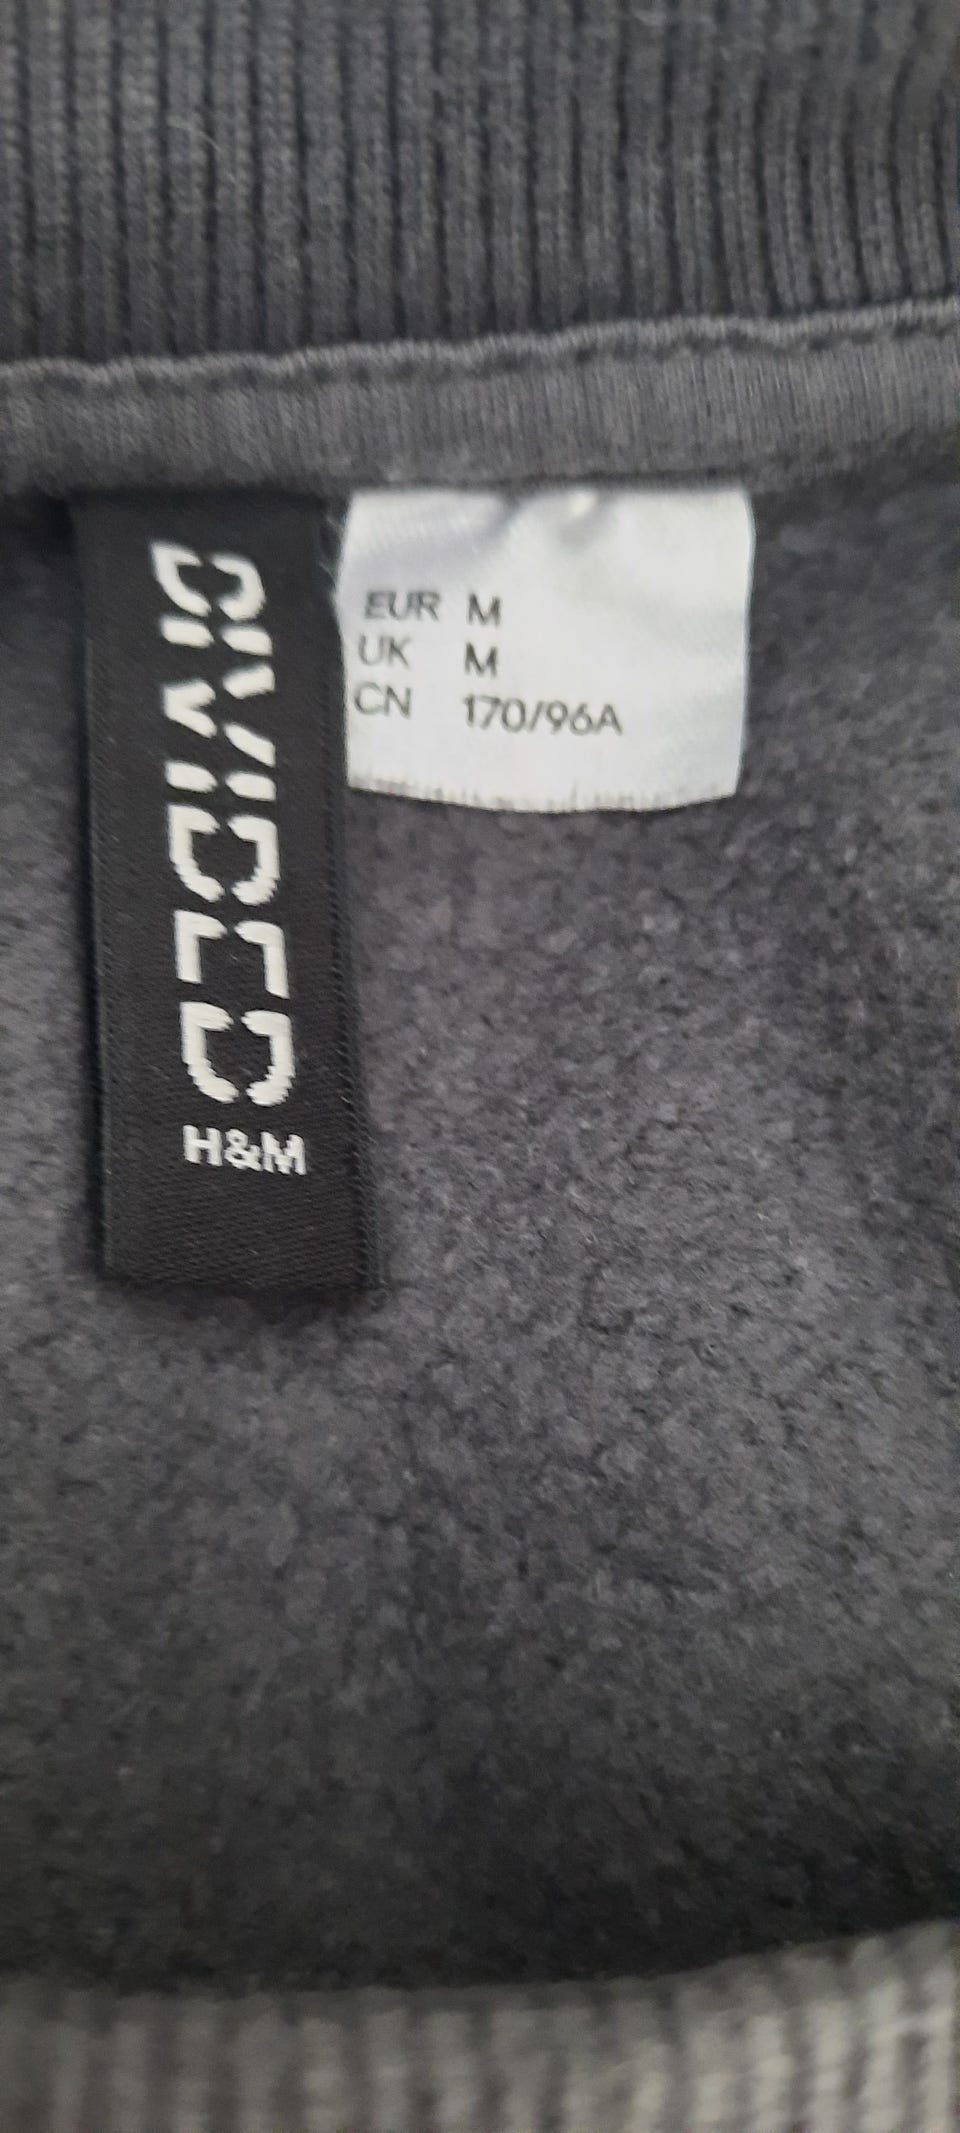 DIVIDED
H&M
EUR M
UK M
CN 170/96A